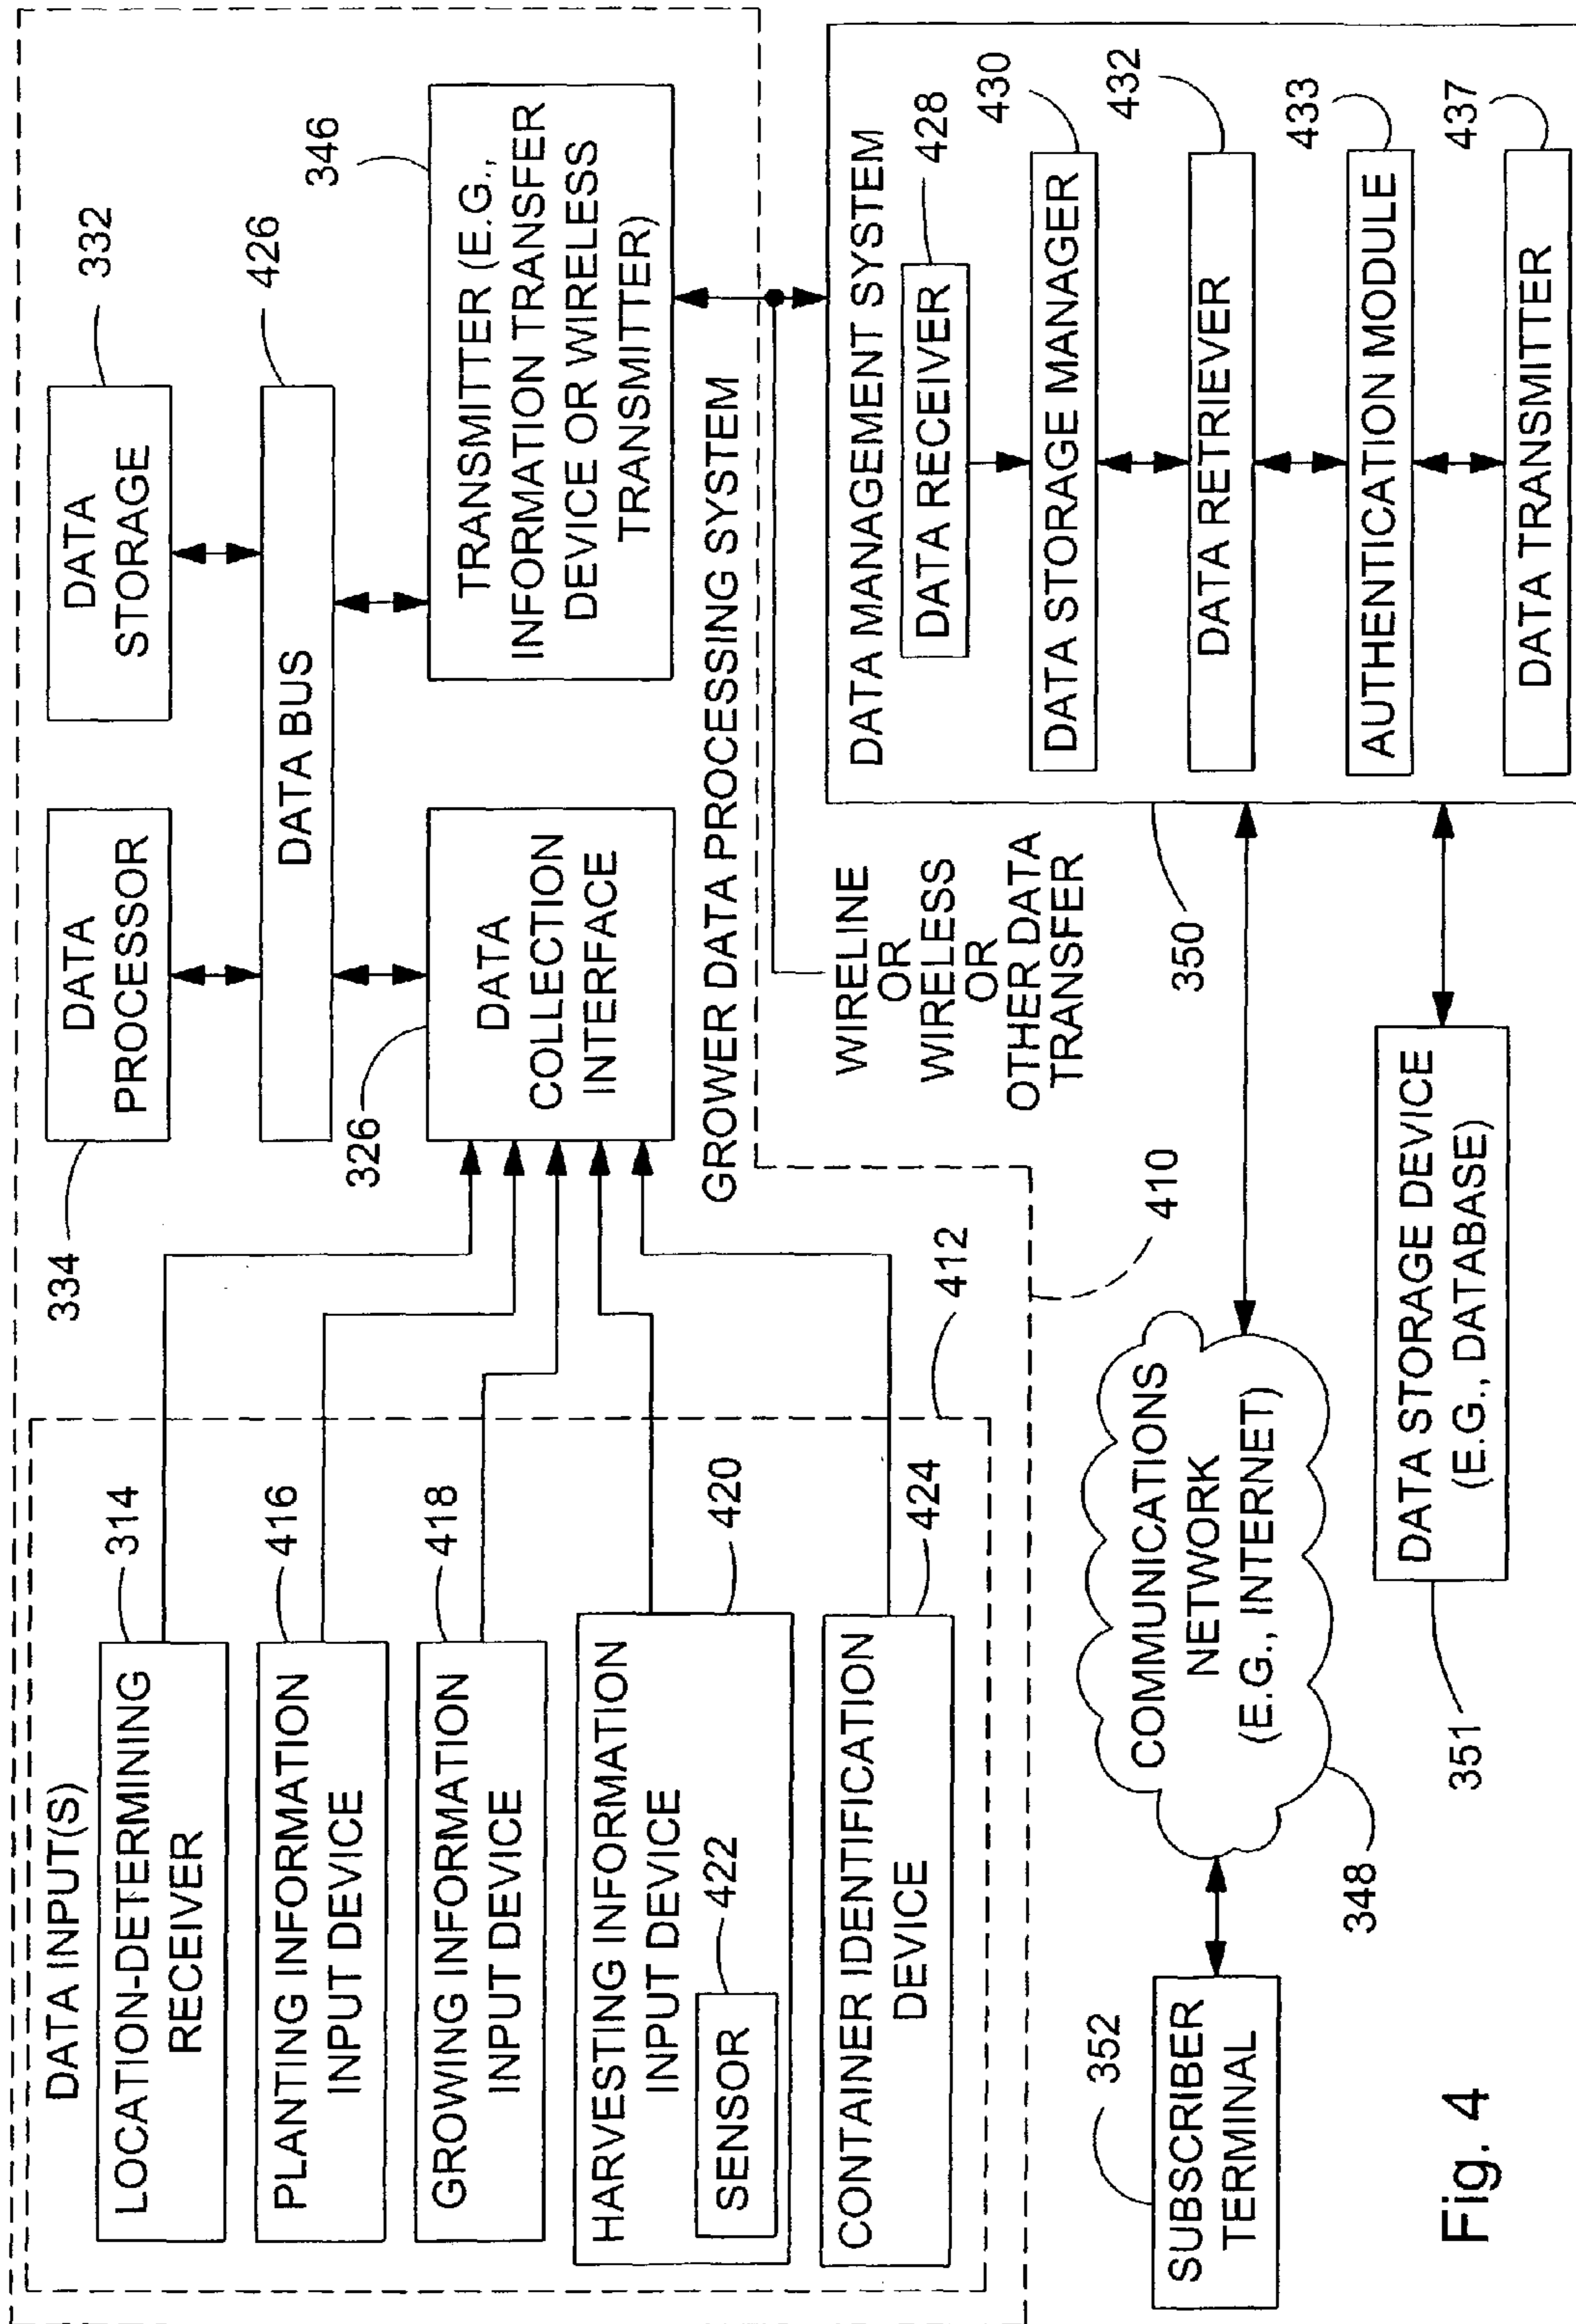 DATA INPUT(S)
LOCATION-DETERMINING
RECEIVER
314
PLANTING INFORMATION
INPUT DEVICE
416
GROWING INFORMATION
INPUT DEVICE
418
HARVESTING INFORMATION
INPUT DEVICE
SENSOR
422
420
CONTAINER IDENTIFICATION
DEVICE
424
412
410
334
DATA
PROCESSOR
DATA
STORAGE
332
DATA BUS
426
326
DATA
COLLECTION
INTERFACE
346
TRANSMITTER (E.G.,
INFORMATION TRANSFER
DEVICE OR WIRELESS
TRANSMITTER)
GROWER DATA PROCESSING SYSTEM
WIRELINE
OR
WIRELESS
OR
OTHER DATA
TRANSFER
DATA MANAGEMENT SYSTEM
DATA RECEIVER
428
DATA STORAGE MANAGER
430
DATA RETRIEVER
432
AUTHENTICATION MODULE
433
DATA TRANSMITTER
437
350
352
SUBSCRIBER
TERMINAL
COMMUNICATIONS
NETWORK
(E.G., INTERNET)
348
DATA STORAGE DEVICE
(E.G., DATABASE)
351
Fig. 4